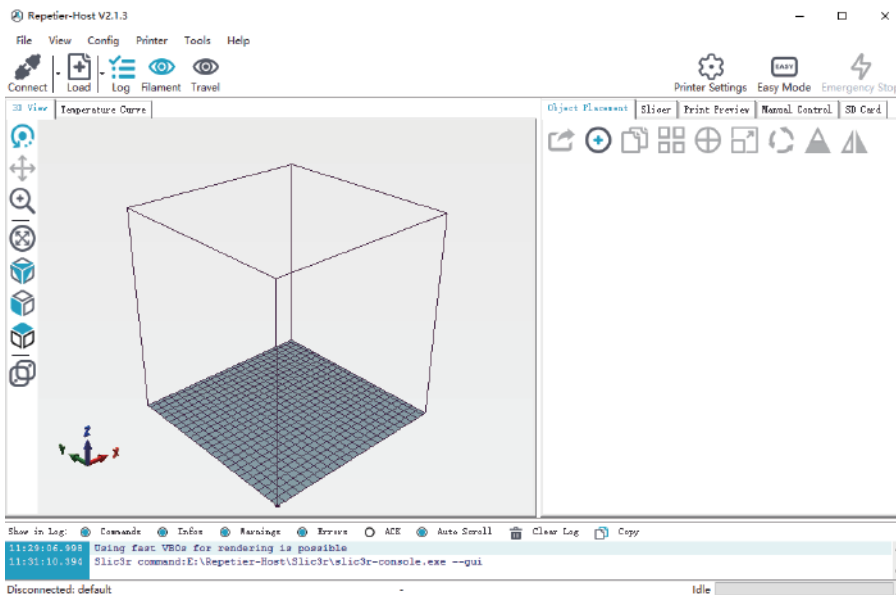 Repetier-Host V2.1.3
File View Config Printer Tools Help
Connect Load Log Filament Travel Printer Settings EASY Easy Mode Emergency Stop
3D View Temperature Curve Object Placement Slicer Print Preview Manual Control SD Card
Z
Y X
Show in Log: Commands Infos Warnings Errors ACK Auto Scroll Clear Log Copy
11:29:06.998 Using fast VBOs for rendering is possible
11:31:10.394 Slic3r command:E:\Repetier-Host\Slic3r\slic3r-console.exe --gui
Disconnected: default - Idle